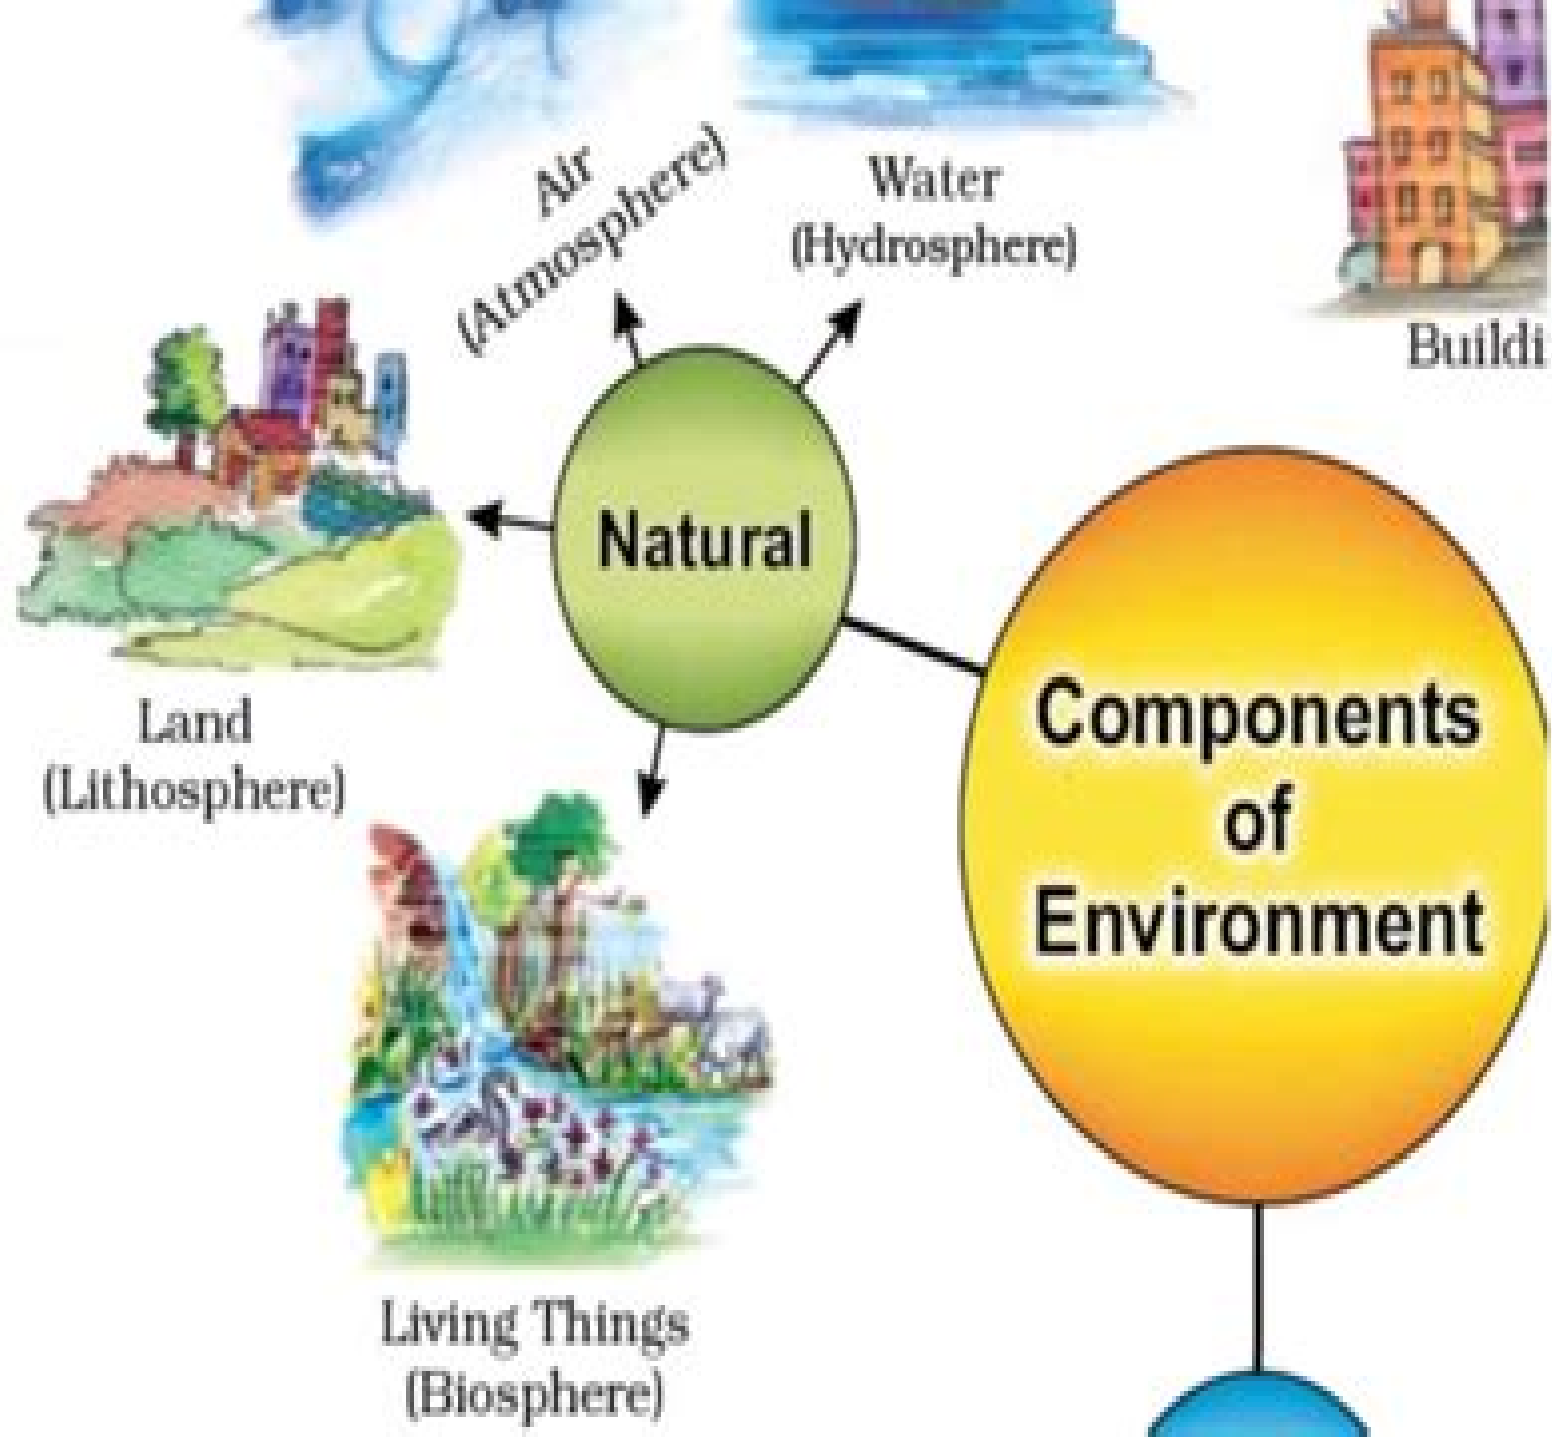 Air
(Atmosphere)
Water
(Hydrosphere)
Buildi
Natural
Land
(Lithosphere)
Components
of
Environment
Living Things
(Biosphere)